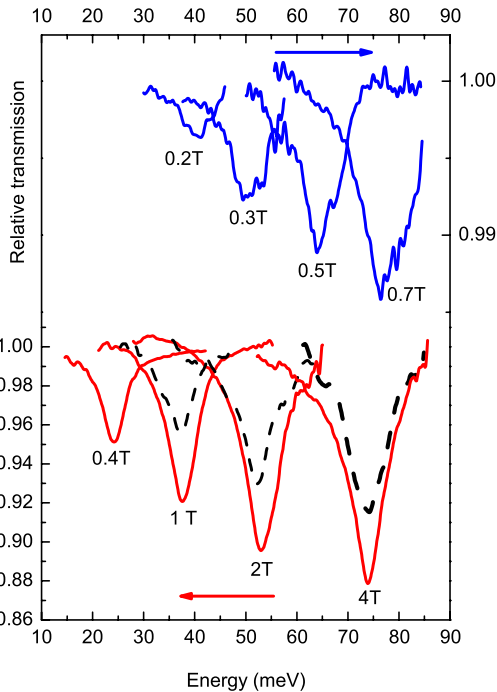 10 20 30 40 50 60 70 80 90
Relative transmission
1.00
0.99
0.2T
0.3T
0.5T
0.7T
1.00
0.98
0.96
0.94
0.92
0.90
0.88
0.86
0.4T
1 T
2T
4T
10 20 30 40 50 60 70 80 90
Energy (meV)